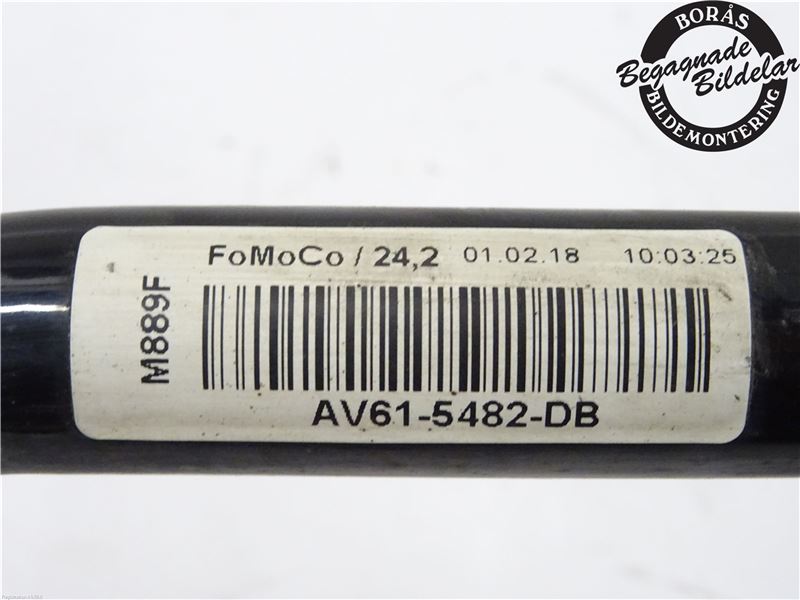 BORÅS
Begagnade
Bildelar
BILDEMONTERING
FoMoCo / 24,2 01.02.18 10:03:25
M889F
AV61-5482-DB